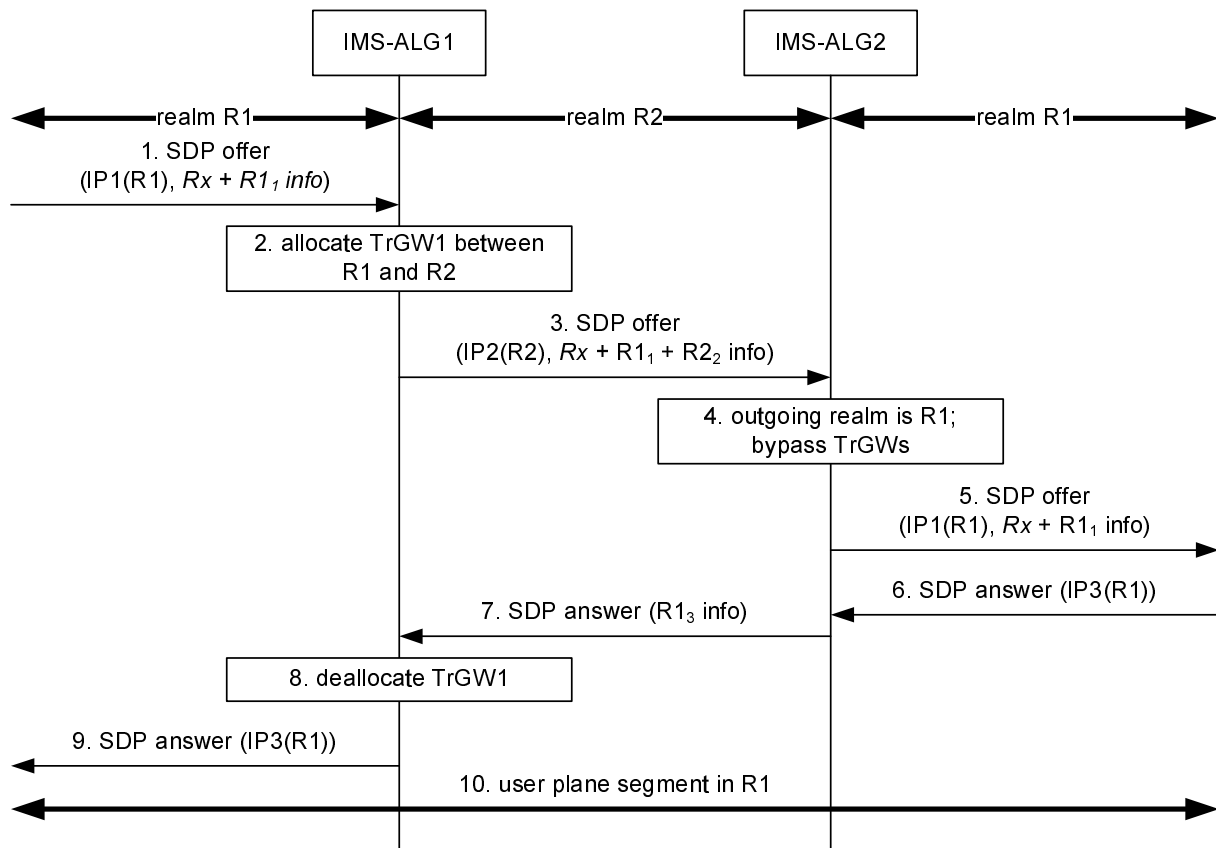 IMS-ALG1
IMS-ALG2
realm R1
realm R2
realm R1
1. SDP offer
(IP1(R1), Rx + R1₁ info)
2. allocate TrGW1 between
R1 and R2
3. SDP offer
(IP2(R2), Rx + R1₁ + R2₂ info)
4. outgoing realm is R1;
bypass TrGWs
5. SDP offer
(IP1(R1), Rx + R1₁ info)
6. SDP answer (IP3(R1))
7. SDP answer (R1₃ info)
8. deallocate TrGW1
9. SDP answer (IP3(R1))
10. user plane segment in R1